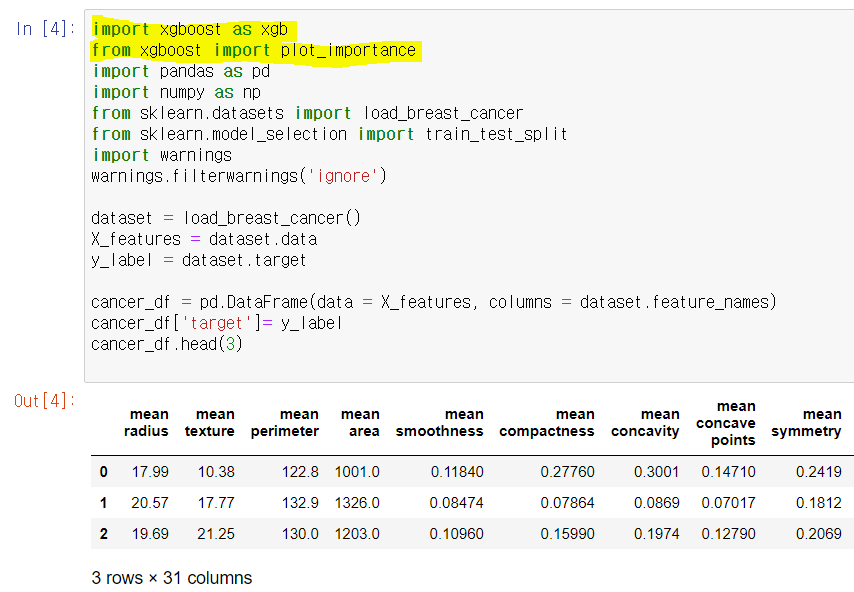 In [4]:
import xgboost as xgb
from xgboost import plot_importance
import pandas as pd
import numpy as np
from sklearn.datasets import load_breast_cancer
from sklearn.model_selection import train_test_split
import warnings
warnings.filterwarnings('ignore')
dataset = load_breast_cancer()
X_features = dataset.data
y_label = dataset.target
cancer_df = pd.DataFrame(data = X_features, columns = dataset.feature_names)
cancer_df['target']= y_label
cancer_df.head(3)
Out[4]:
mean radius mean texture mean perimeter mean area mean smoothness mean compactness mean concavity mean concave points mean symmetry
0 17.99 10.38 122.8 1001.0 0.11840 0.27760 0.3001 0.14710 0.2419
1 20.57 17.77 132.9 1326.0 0.08474 0.07864 0.0869 0.07017 0.1812
2 19.69 21.25 130.0 1203.0 0.10960 0.15990 0.1974 0.12790 0.2069
3 rows × 31 columns